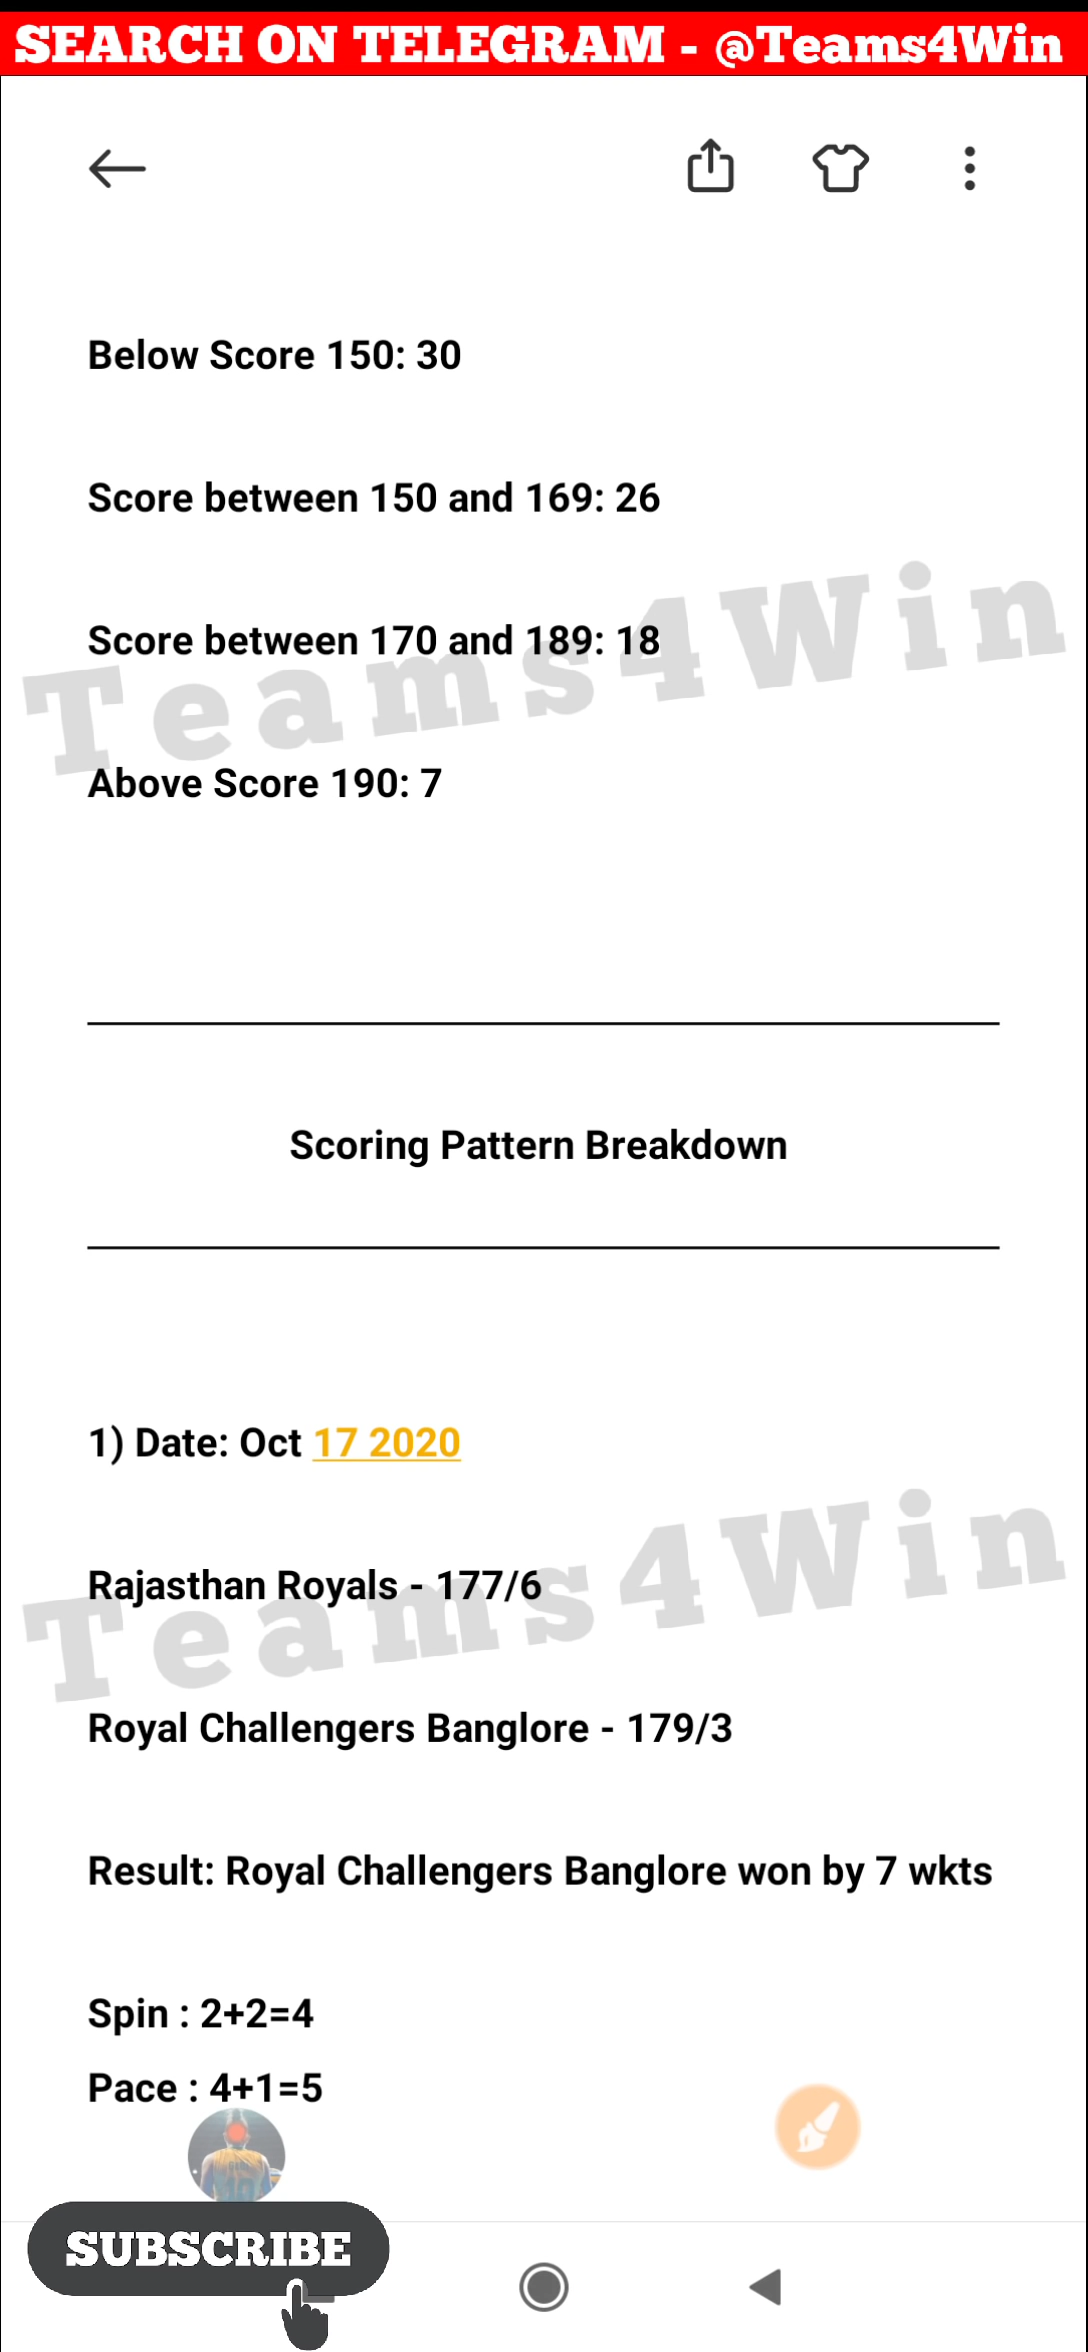 SEARCH ON TELEGRAM - @Teams4Win
Below Score 150: 30
Score between 150 and 169: 26
Score between 170 and 189: 18
Teams4Win
Above Score 190: 7
Scoring Pattern Breakdown
1) Date: Oct 17 2020
Rajasthan Royals - 177/6
Teams4Win
Royal Challengers Banglore - 179/3
Result: Royal Challengers Banglore won by 7 wkts
Spin : 2+2=4
Pace : 4+1=5
SUBSCRIBE